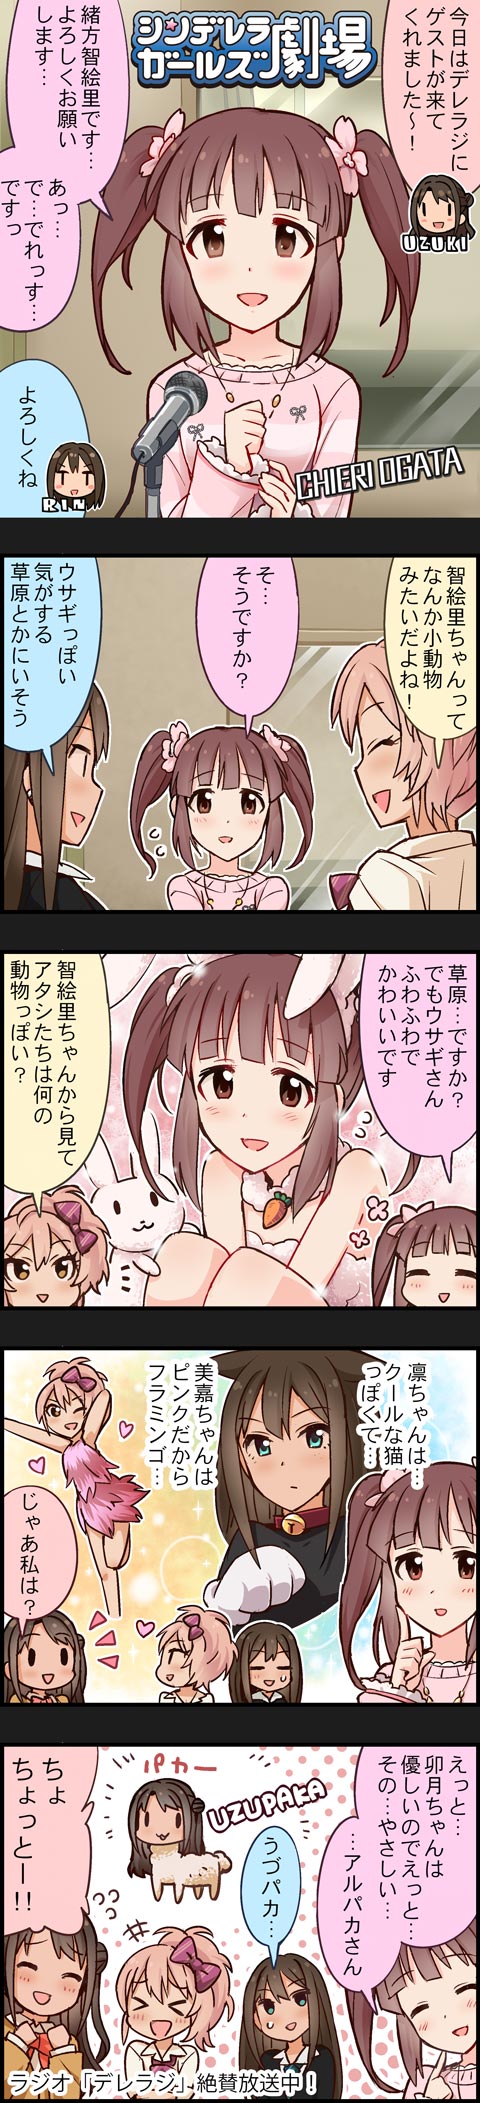 シンデレラ
ガールズ劇場
今日はデレラジに
ゲストが来て
くれました～！
UZUKI
緒方智絵里です…
よろしくお願い
します…
あっ…
で…でれっす…
ですっ
よろしくね
RIN
CHIERI OGATA
智絵里ちゃんって
なんか小動物
みたいだよね！
そ…
そうですか？
ウサギっぽい
気がする
草原とかにいそう
草原…ですか？
でもウサギさん
ふわふわで
かわいいです
智絵里ちゃんから見て
アタシたちは何の
動物っぽい？
凛ちゃんは…
クールな猫
っぽくて…
美嘉ちゃんは
ピンクだから
フラミンゴ…
じゃあ私は？
えっと…
卯月ちゃんは
優しいのでえっと…
その…やさしい…
…アルパカさん
パカー
UZUPAKA
うづパカ…
ちょ
ちょっとー!!
ラジオ「デレラジ」絶賛放送中！